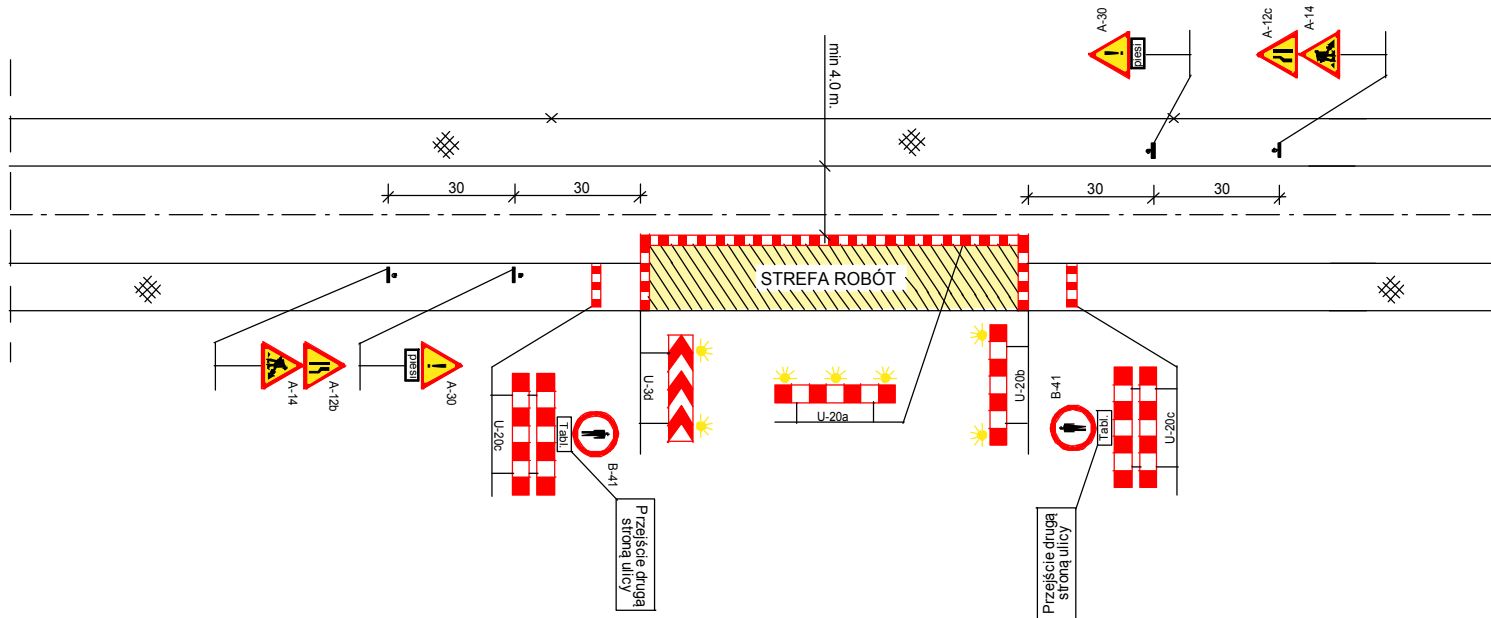 A-30
piesi
A-12c
A-14
min 4.0 m.
30
30
30
30
STREFA ROBÓT
A-14
A-12b
piesi
A-30
U-20c
Tabl.
B-41
Przejście drugą
stroną ulicy
U-3d
U-20a
U-20b
B-41
Tabl.
U-20c
Przejście drugą
stroną ulicy